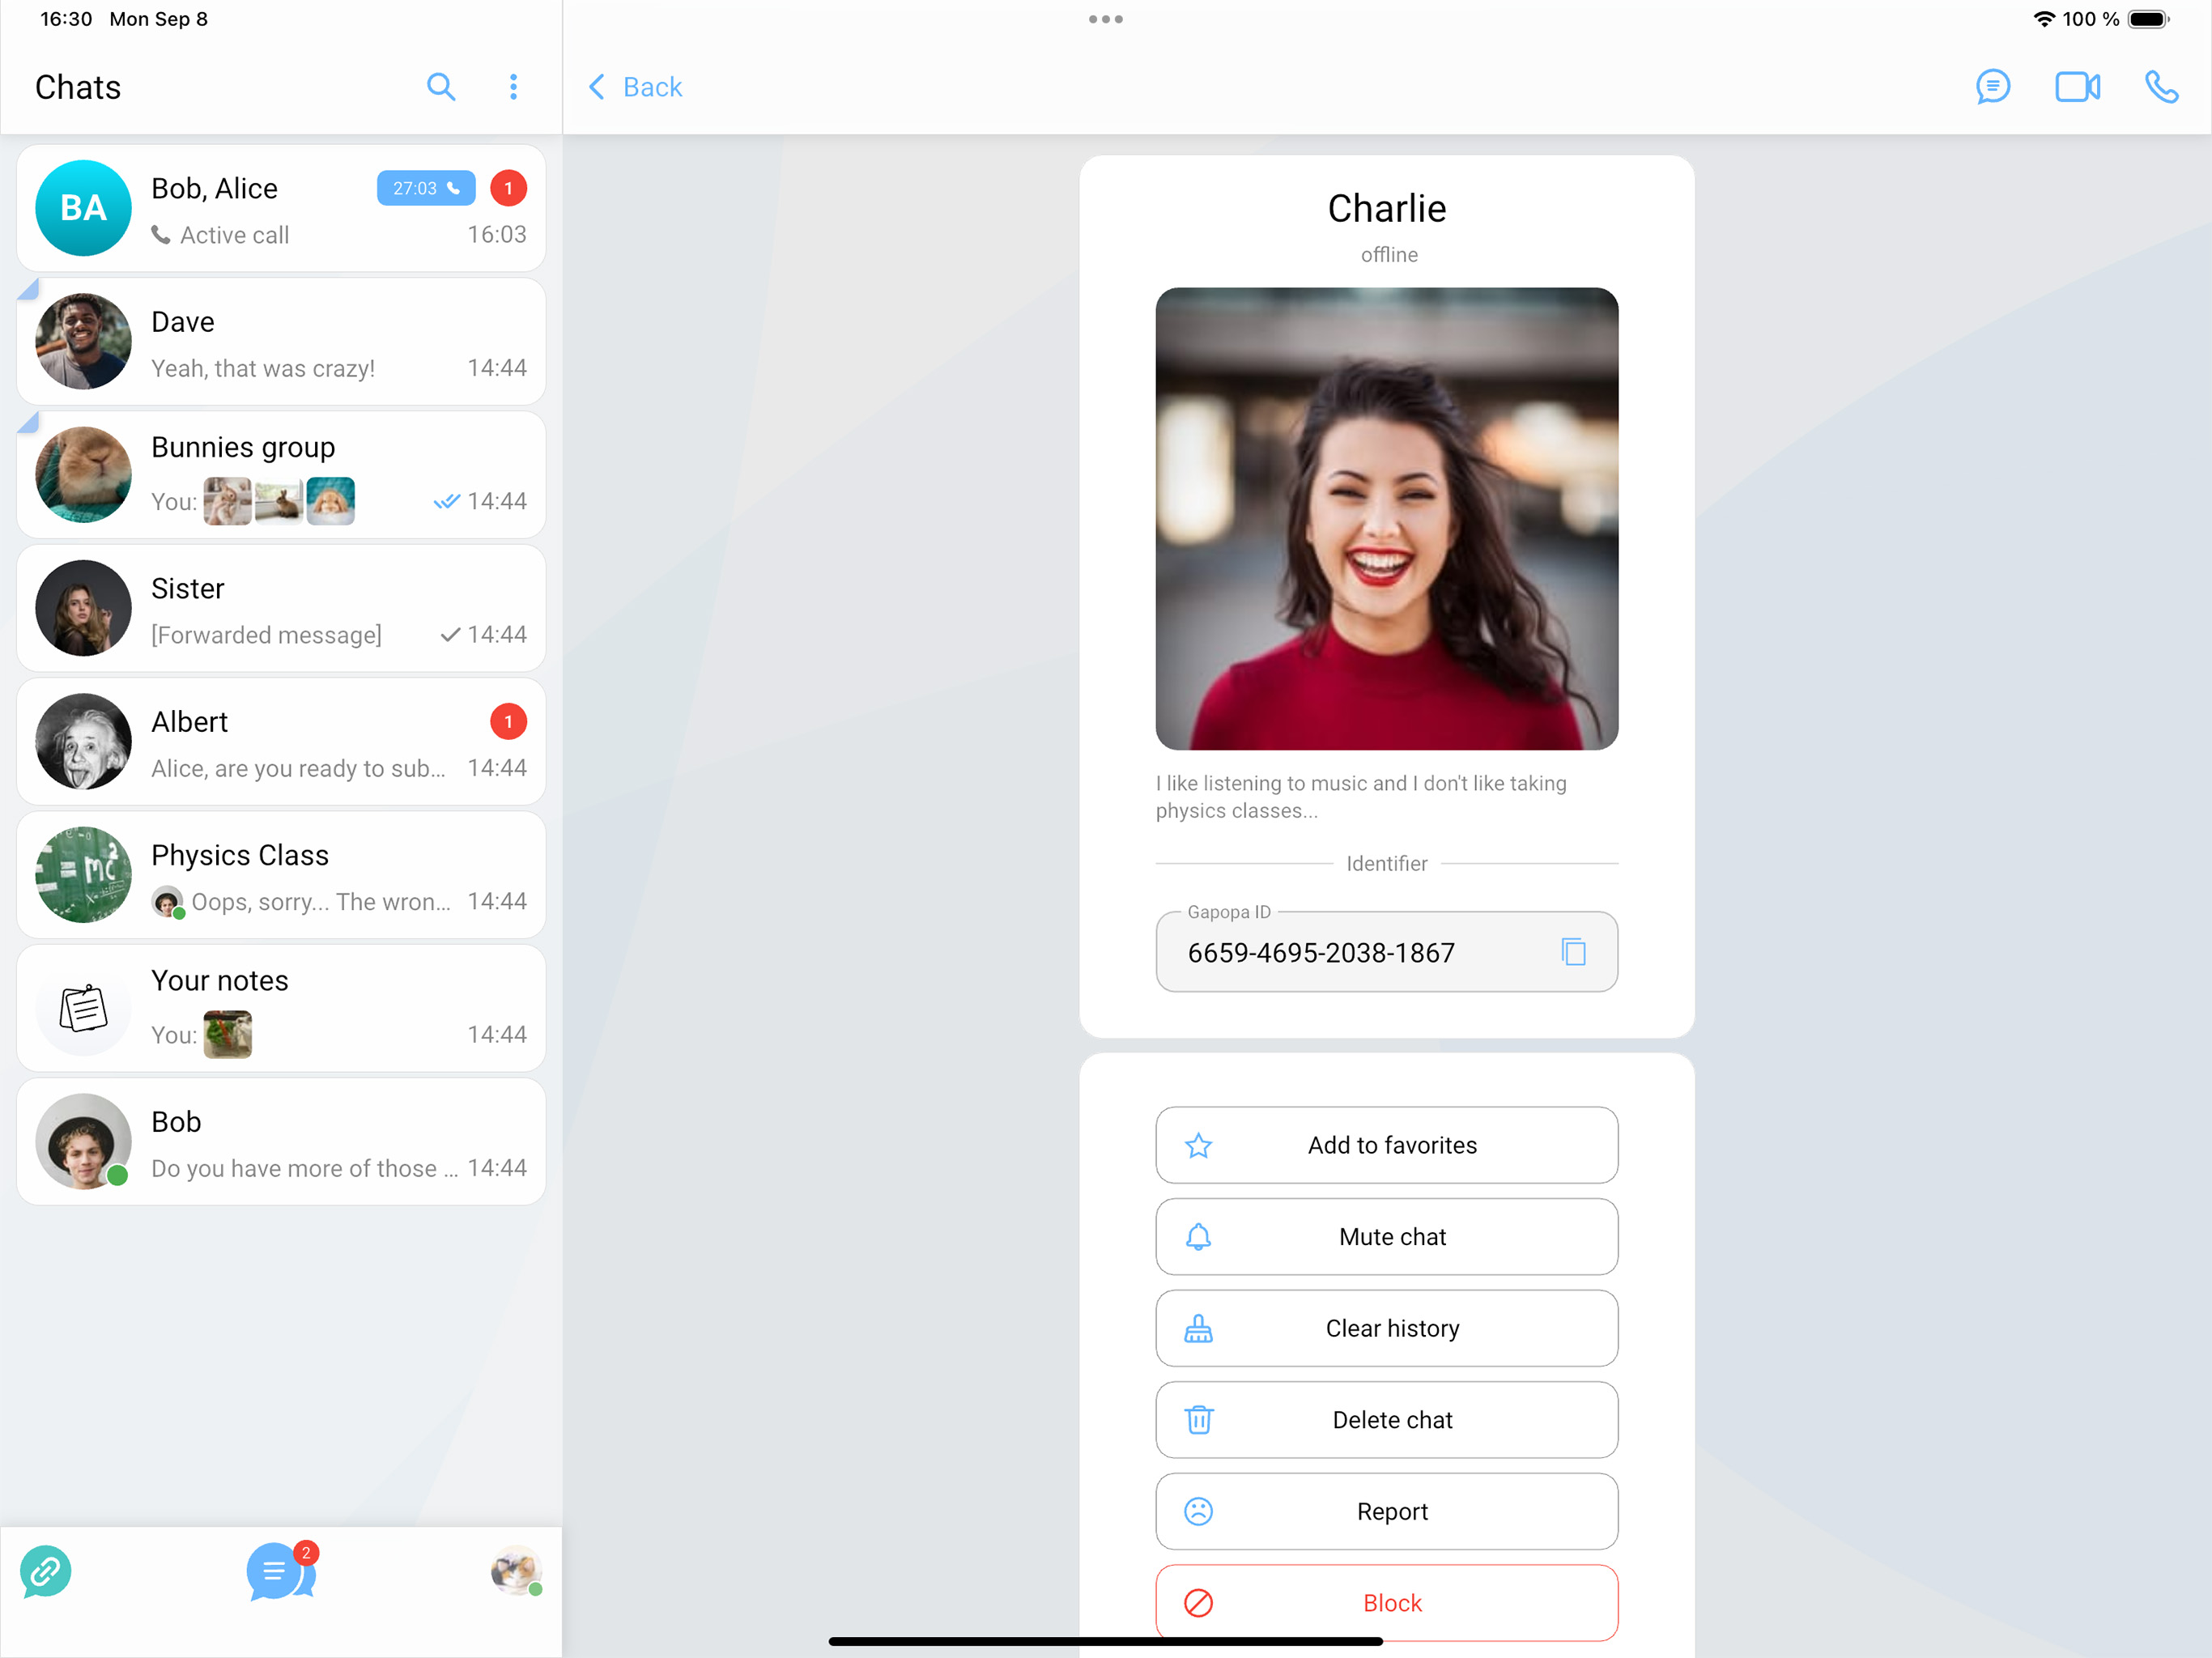 16:30 Mon Sep 8
100 %
Chats
Back
BA
Bob, Alice
27:03
1
Active call
16:03
Dave
Yeah, that was crazy!
14:44
Bunnies group
You:
14:44
Sister
[Forwarded message]
14:44
Albert
1
Alice, are you ready to sub...
14:44
= mc2
Physics Class
Oops, sorry... The wron...
14:44
Your notes
You:
14:44
Bob
Do you have more of those ...
14:44
2
Charlie
offline
I like listening to music and I don't like taking
physics classes...
Identifier
Gapopa ID
6659-4695-2038-1867
Add to favorites
Mute chat
Clear history
Delete chat
Report
Block